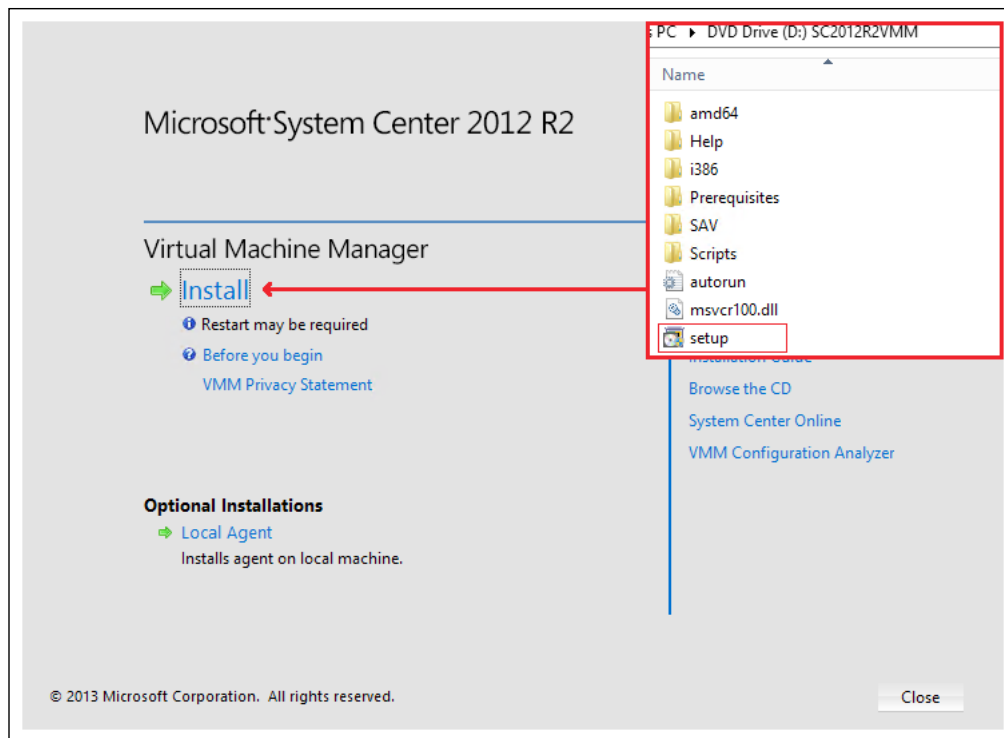 Microsoft System Center 2012 R2
Virtual Machine Manager
Install
Restart may be required
Before you begin
VMM Privacy Statement
Optional Installations
Local Agent
Installs agent on local machine.
PC ▸ DVD Drive (D:) SC2012R2VMM
Name
amd64
Help
i386
Prerequisites
SAV
Scripts
autorun
msvcr100.dll
setup
Installation Guide
Browse the CD
System Center Online
VMM Configuration Analyzer
© 2013 Microsoft Corporation. All rights reserved.
Close